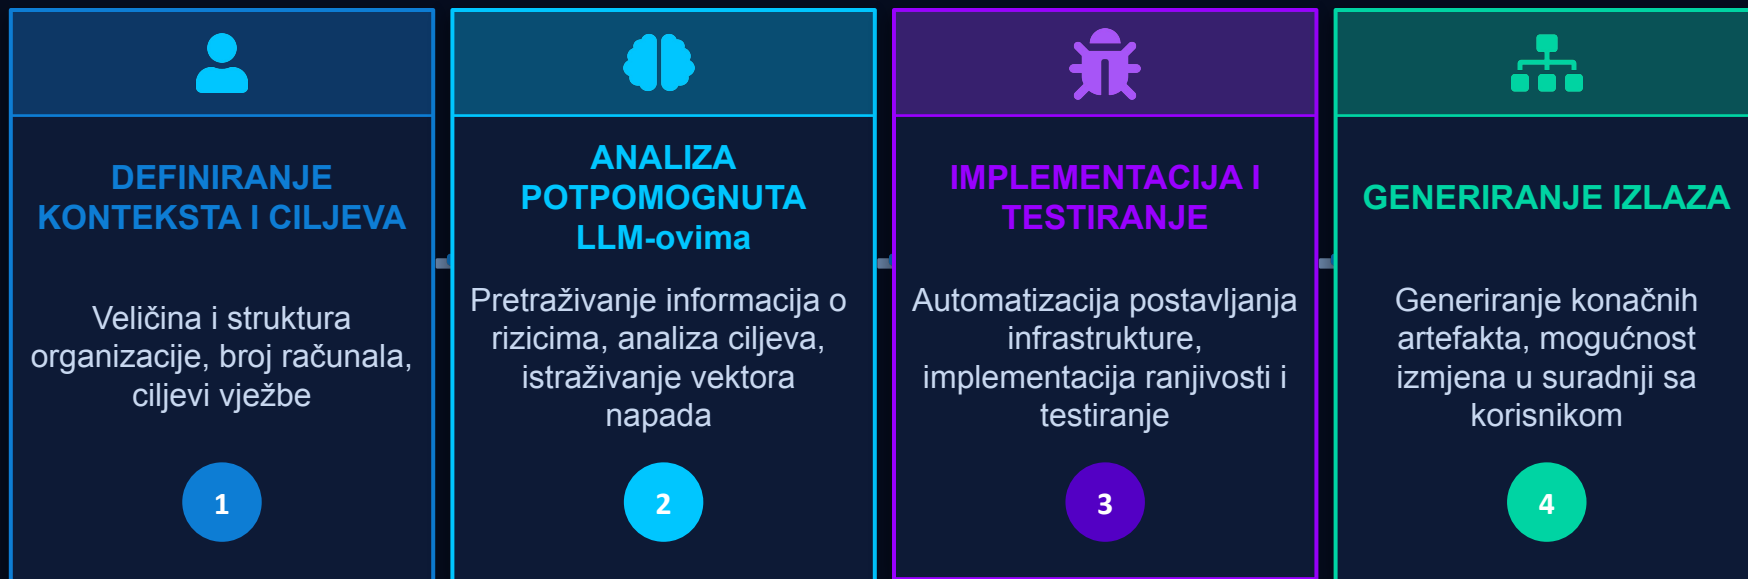 DEFINIRANJE
KONTEKSTA I CILJEVA
Veličina i struktura
organizacije, broj računala,
ciljevi vježbe
1
ANALIZA
POTPOMOGNUTA
LLM-ovima
Pretraživanje informacija o
rizicima, analiza ciljeva,
istraživanje vektora
napada
2
IMPLEMENTACIJA I
TESTIRANJE
Automatizacija postavljanja
infrastrukture,
implementacija ranjivosti i
testiranje
3
GENERIRANJE IZLAZA
Generiranje konačnih
artefakta, mogućnost
izmjena u suradnji sa
korisnikom
4